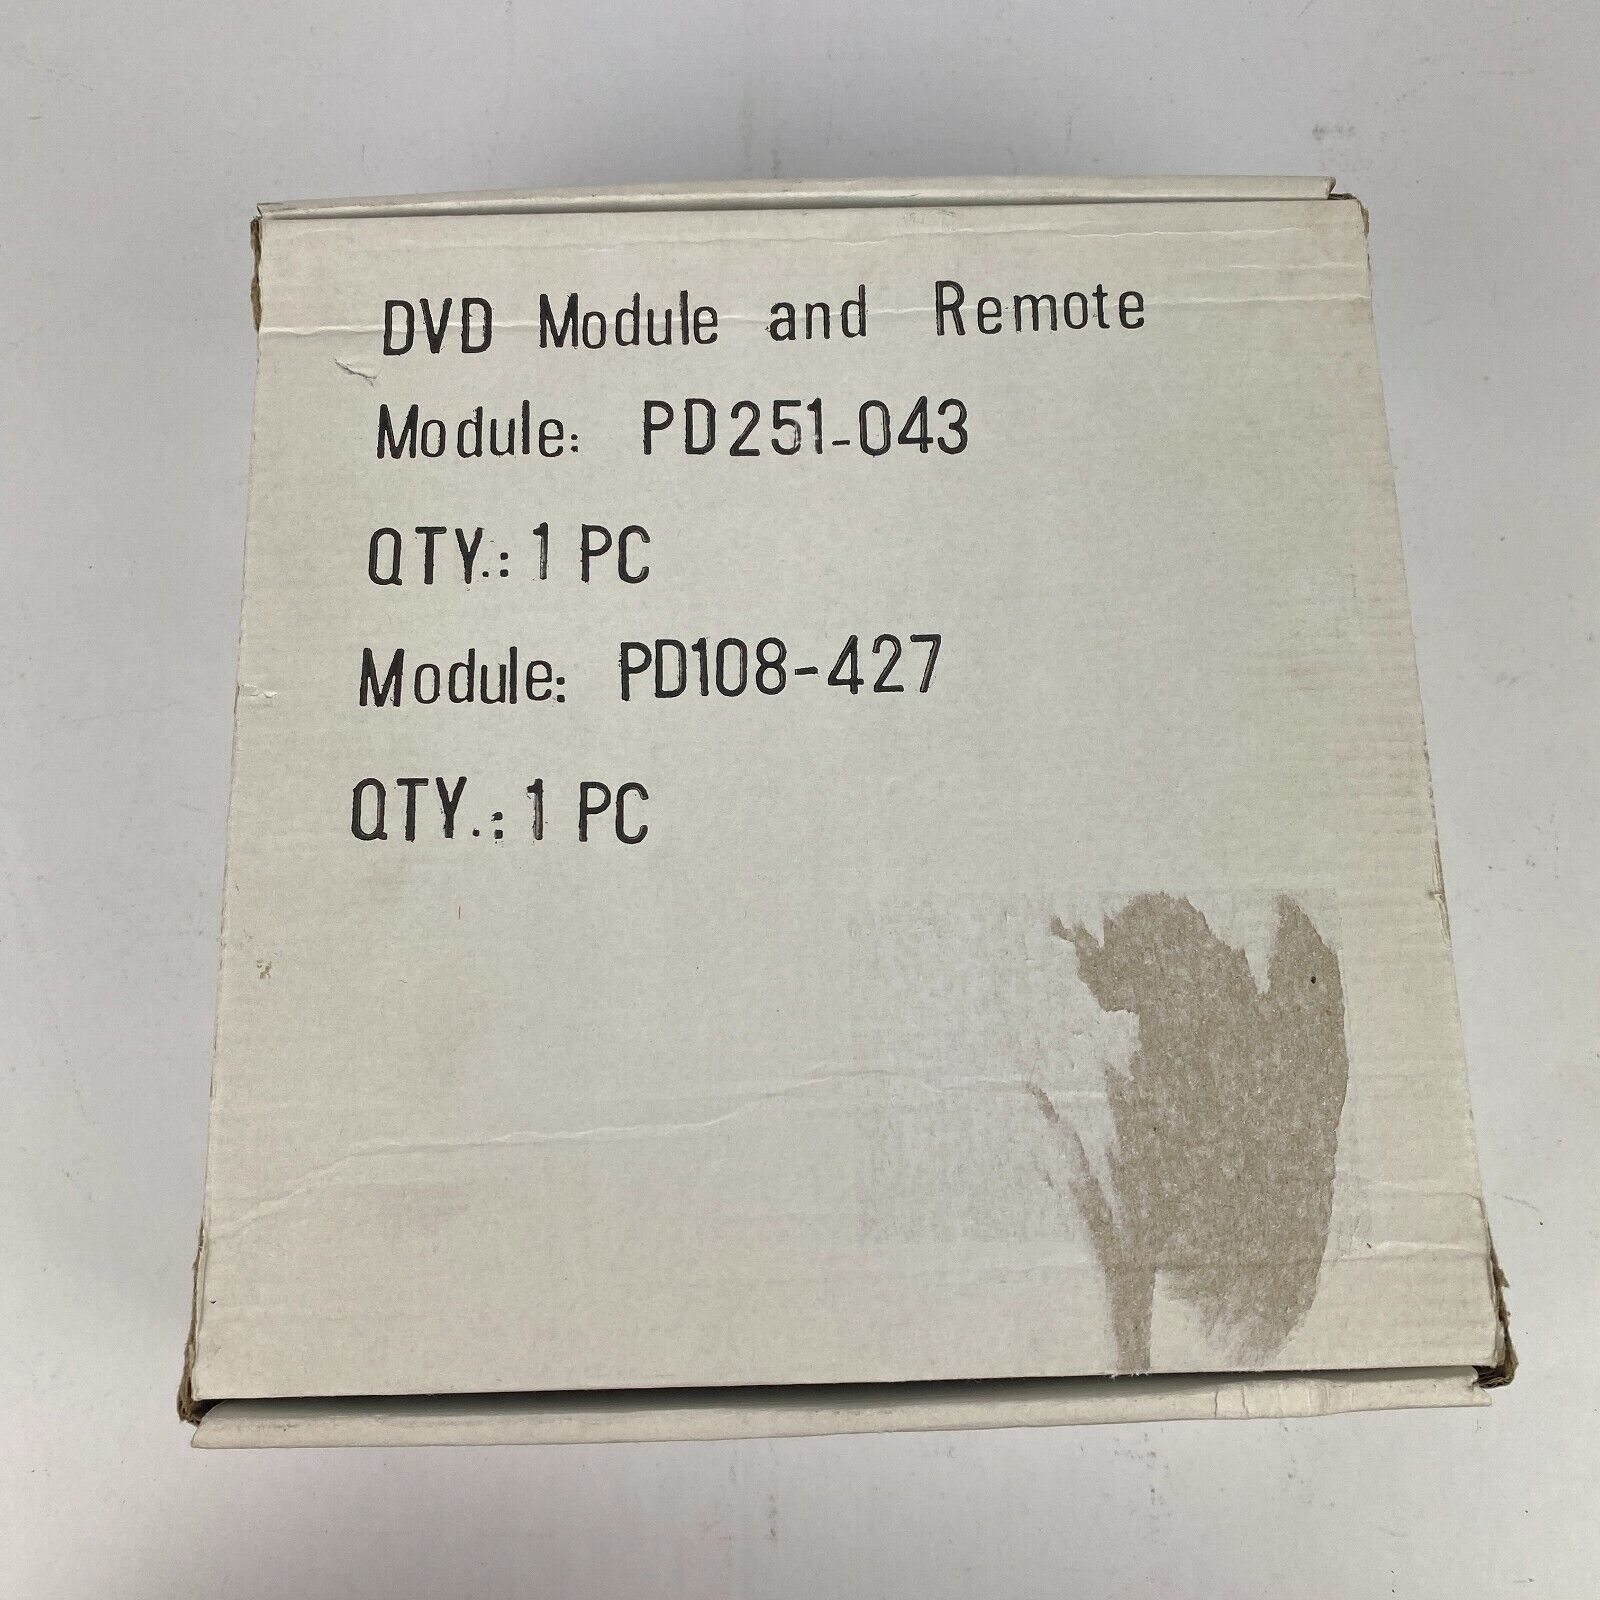 DVD Module and Remote
Module: PD251-043
QTY.: 1 PC
Module: PD108-427
QTY.: 1 PC